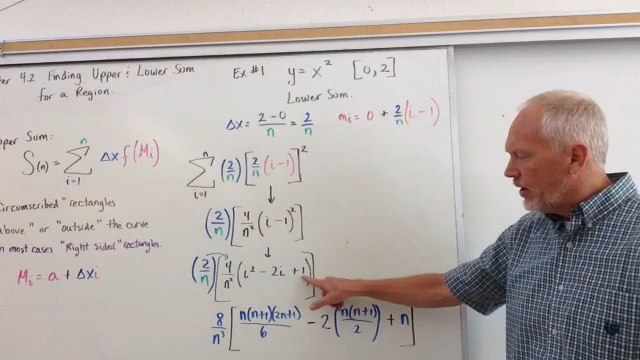 4.2 Finding Upper & Lower Sum
for a Region.
Ex #1 y = x² [0, 2]
Lower Sum.
Δx = (2 − 0)/n = 2/n mᵢ = 0 + 2/n (i − 1)
Sum:
S(n) = Σ_{i=1}^{n} Δx f(Mᵢ)
"Circumscribed" rectangles
"above" or "outside" the curve
most cases "Right sided" rectangles.
Mᵢ = a + Δx i
Σ_{i=1}^{n} (2/n) [2/n (i − 1)]²
↓
(2/n) [4/n² (i − 1)²]
↓
(2/n) [4/n² (i² − 2i + 1)]
8/n³ [n(n+1)(2n+1)/6 − 2(n(n+1)/2) + n]